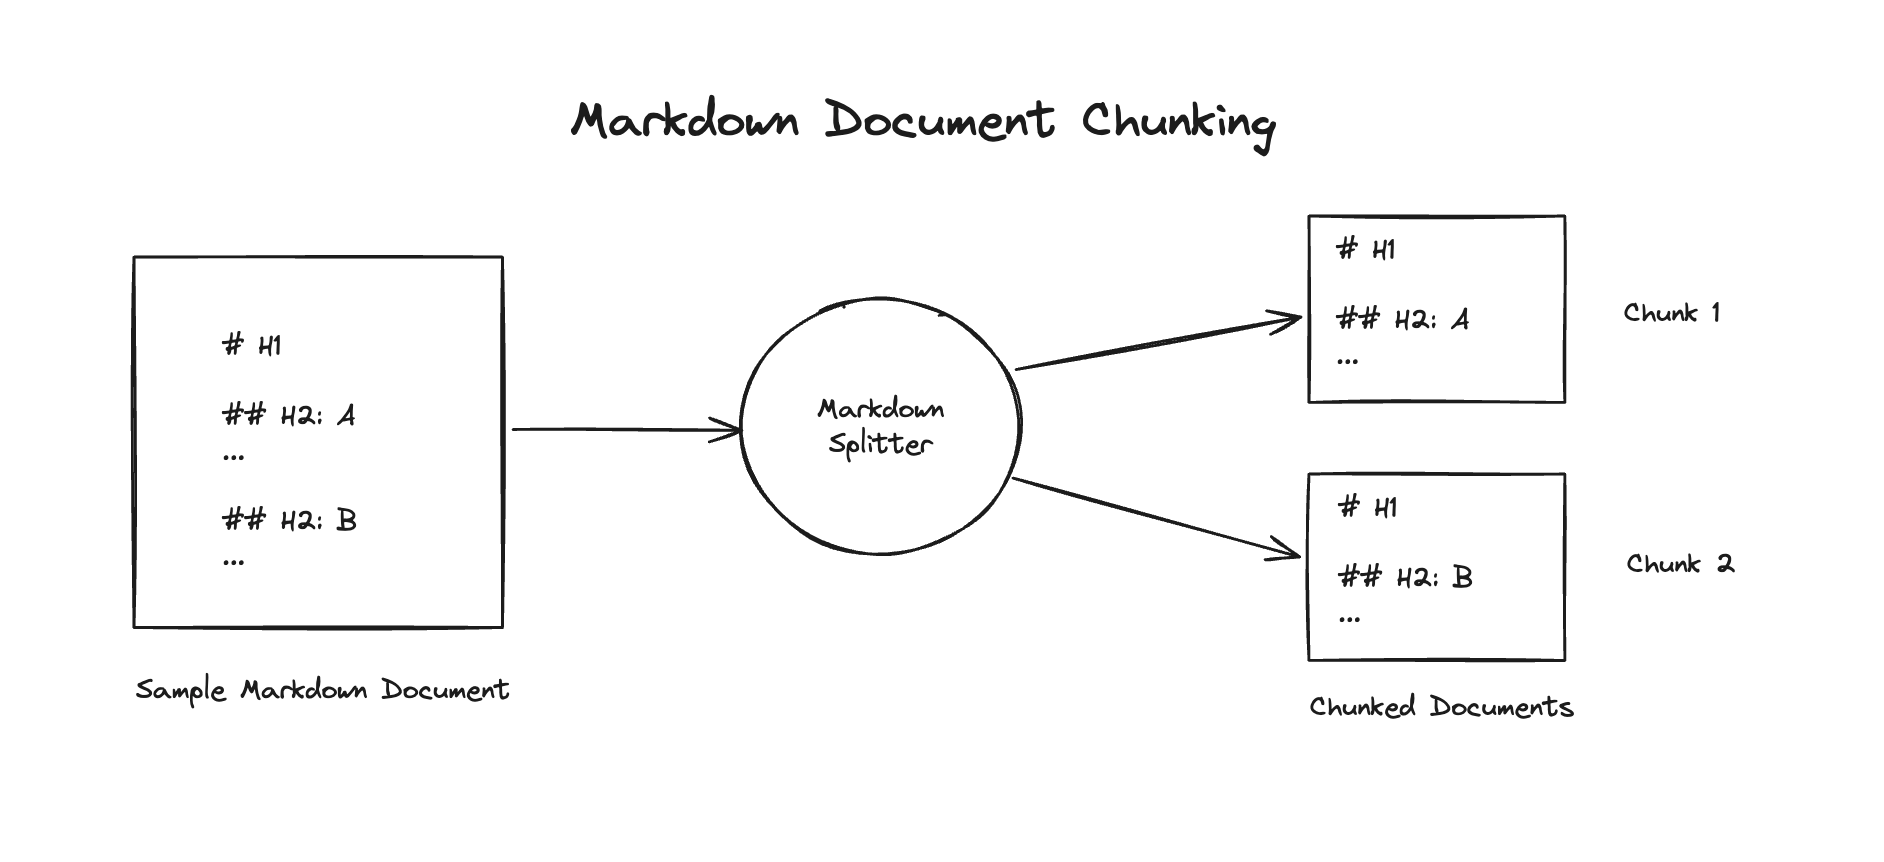 Markdown Document Chunking
# H1
## H2: A
...
## H2: B
...
Sample Markdown Document
Markdown
Splitter
# H1
## H2: A
...
Chunk 1
# H1
## H2: B
...
Chunk 2
Chunked Documents